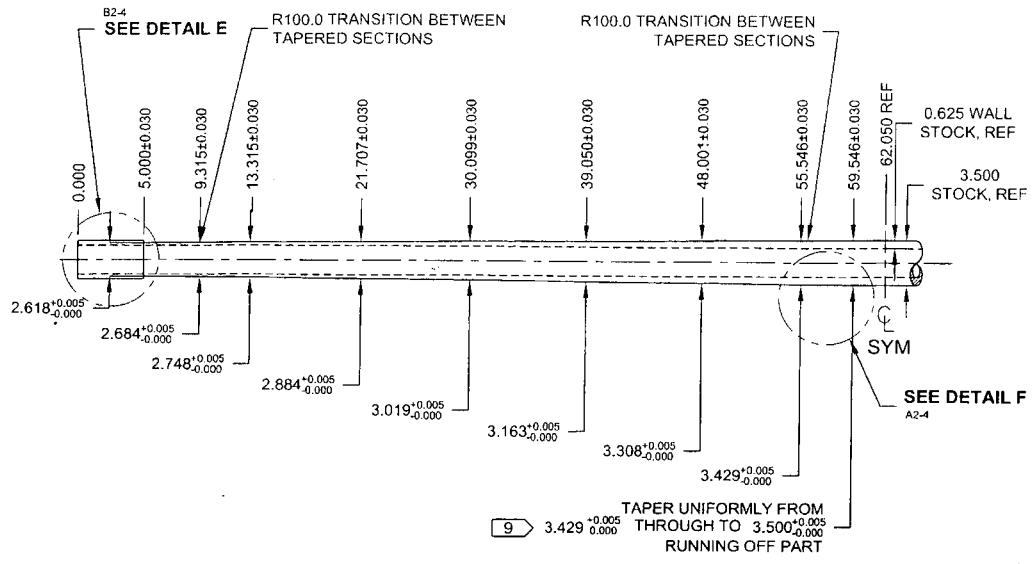 B2-4
SEE DETAIL E
R100.0 TRANSITION BETWEEN
TAPERED SECTIONS
R100.0 TRANSITION BETWEEN
TAPERED SECTIONS
0.000
5.000±0.030
9.315±0.030
13.315±0.030
21.707±0.030
30.099±0.030
39.050±0.030
48.001±0.030
55.546±0.030
59.546±0.030
62.050 REF
0.625 WALL
STOCK, REF
3.500
STOCK, REF
2.618 +0.005 -0.000
2.684 +0.005 -0.000
2.748 +0.005 -0.000
2.884 +0.005 -0.000
3.019 +0.005 -0.000
3.163 +0.005 -0.000
3.308 +0.005 -0.000
3.429 +0.005 -0.000
℄
SYM
SEE DETAIL F
A2-4
TAPER UNIFORMLY FROM
9 3.429 +0.005 0.000 THROUGH TO 3.500 +0.005 -0.000
RUNNING OFF PART